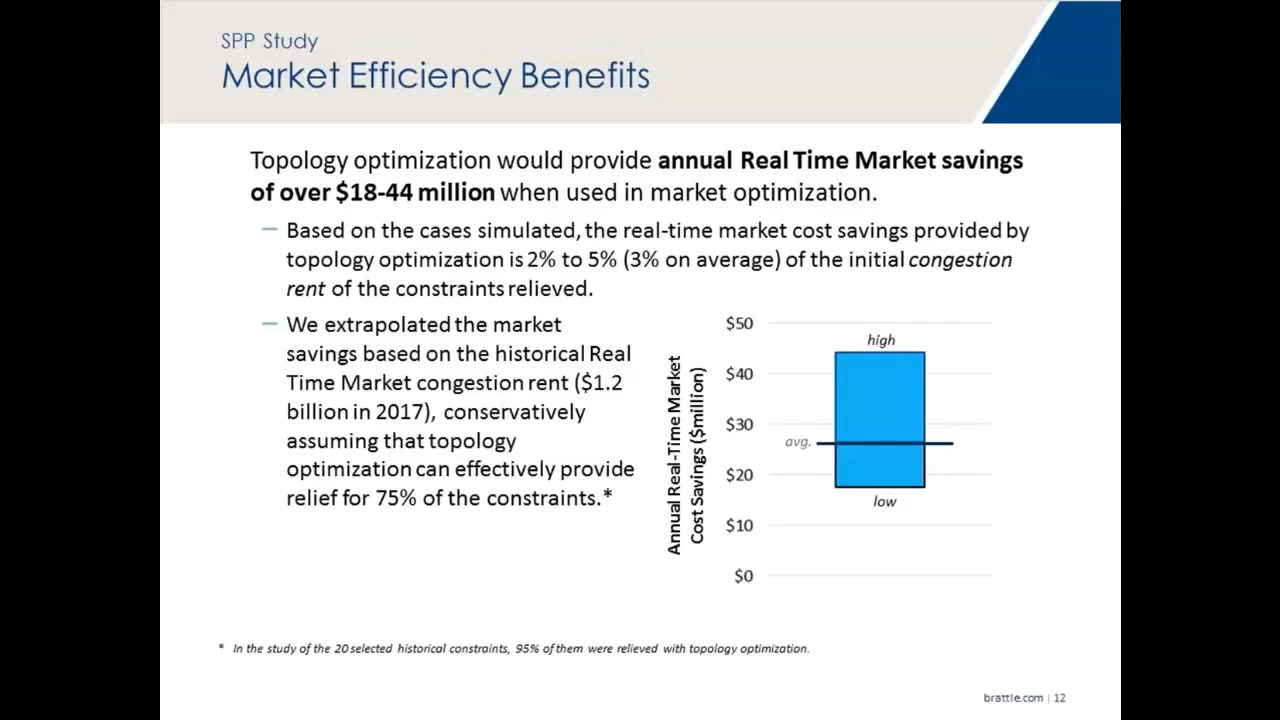 SPP Study
Market Efficiency Benefits
Topology optimization would provide annual Real Time Market savings
of over $18-44 million when used in market optimization.
– Based on the cases simulated, the real-time market cost savings provided by
topology optimization is 2% to 5% (3% on average) of the initial congestion
rent of the constraints relieved.
– We extrapolated the market
savings based on the historical Real
Time Market congestion rent ($1.2
billion in 2017), conservatively
assuming that topology
optimization can effectively provide
relief for 75% of the constraints.*
Annual Real-Time Market
Cost Savings ($million)
$50
$40
$30
$20
$10
$0
high
avg.
low
* In the study of the 20 selected historical constraints, 95% of them were relieved with topology optimization.
brattle.com | 12